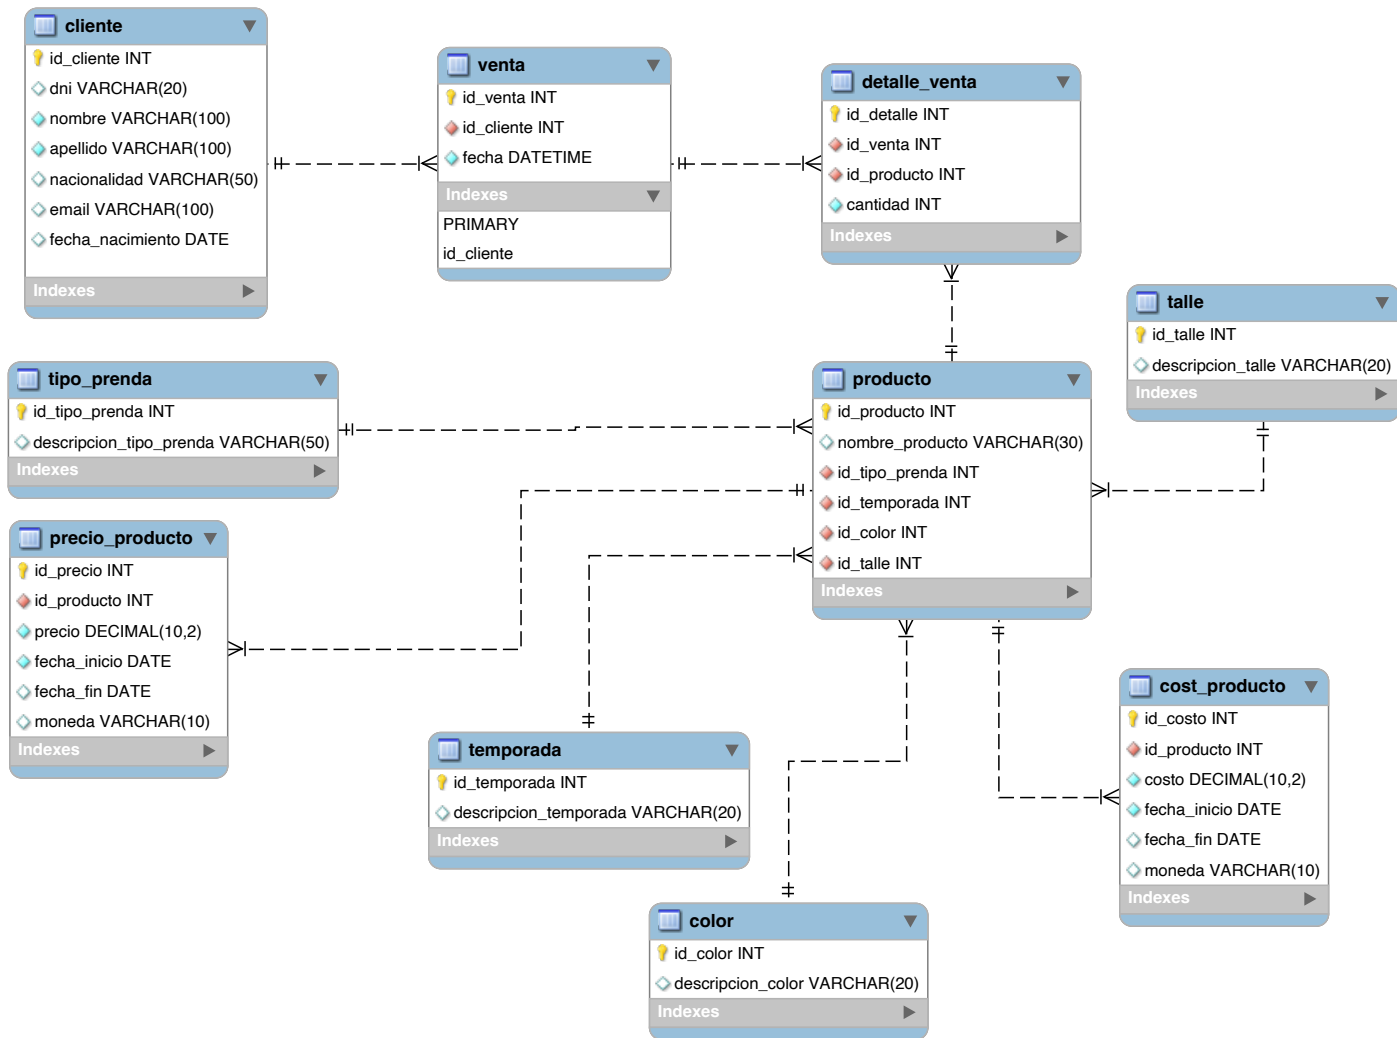 cliente
id_cliente INT
dni VARCHAR(20)
nombre VARCHAR(100)
apellido VARCHAR(100)
nacionalidad VARCHAR(50)
email VARCHAR(100)
fecha_nacimiento DATE
Indexes
venta
id_venta INT
id_cliente INT
fecha DATETIME
Indexes
PRIMARY
id_cliente
detalle_venta
id_detalle INT
id_venta INT
id_producto INT
cantidad INT
Indexes
talle
id_talle INT
descripcion_talle VARCHAR(20)
Indexes
tipo_prenda
id_tipo_prenda INT
descripcion_tipo_prenda VARCHAR(50)
Indexes
producto
id_producto INT
nombre_producto VARCHAR(30)
id_tipo_prenda INT
id_temporada INT
id_color INT
id_talle INT
Indexes
precio_producto
id_precio INT
id_producto INT
precio DECIMAL(10,2)
fecha_inicio DATE
fecha_fin DATE
moneda VARCHAR(10)
Indexes
temporada
id_temporada INT
descripcion_temporada VARCHAR(20)
Indexes
cost_producto
id_costo INT
id_producto INT
costo DECIMAL(10,2)
fecha_inicio DATE
fecha_fin DATE
moneda VARCHAR(10)
Indexes
color
id_color INT
descripcion_color VARCHAR(20)
Indexes